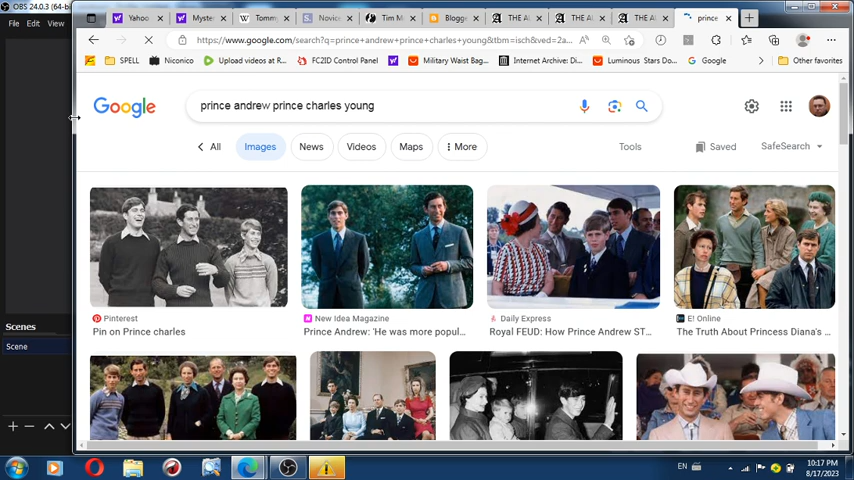 OBS 24.0.3 (64-bi
File Edit View
Yahoo
Myste
Tomm
Novic
Tim M
Blogge
THE AI
THE AI
prince
https://www.google.com/search?q=prince+andrew+prince+charles+young&tbm=isch&ved=2a...
SPELL
Niconico
Upload videos to R...
FC2ID Control Panel
Military Waist Bag...
Internet Archive: Di...
Luminous Stars Do...
Google
Other favorites
Google
prince andrew prince charles young
All
Images
News
Videos
Maps
More
Tools
Saved
SafeSearch
Pinterest
Pin on Prince charles
New Idea Magazine
Prince Andrew: 'He was more popul...
Daily Express
Royal FEUD: How Prince Andrew ST...
E! Online
The Truth About Princess Diana's ...
Scenes
Scene
EN
10:17 PM
8/17/2023